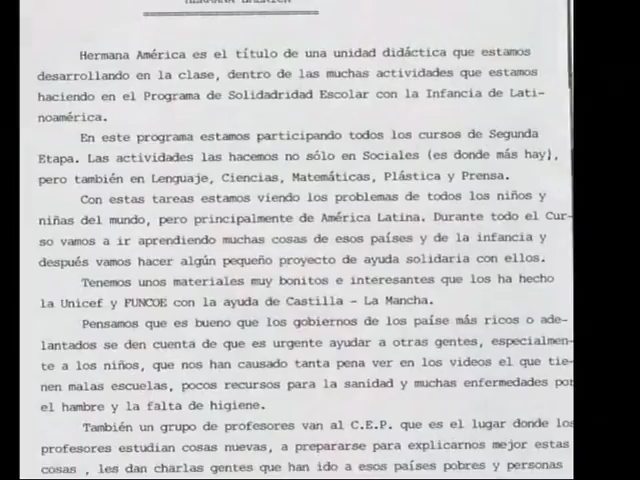 Hermana América es el título de una unidad didáctica que estamos
desarrollando en la clase, dentro de las muchas actividades que estamos
haciendo en el Programa de Solidadridad Escolar con la Infancia de Lati-
noamérica.
En este programa estamos participando todos los cursos de Segunda
Etapa. Las actividades las hacemos no sólo en Sociales (es donde más hay),
pero también en Lenguaje, Ciencias, Matemáticas, Plástica y Prensa.
Con estas tareas estamos viendo los problemas de todos los niños y
niñas del mundo, pero principalmente de América Latina. Durante todo el Cur-
so vamos a ir aprendiendo muchas cosas de esos países y de la infancia y
después vamos hacer algún pequeño proyecto de ayuda solidaria con ellos.
Tenemos unos materiales muy bonitos e interesantes que los ha hecho
la Unicef y FUNCOE con la ayuda de Castilla - La Mancha.
Pensamos que es bueno que los gobiernos de los paíse más ricos o ade-
lantados se den cuenta de que es urgente ayudar a otras gentes, especialmen-
te a los niños, que nos han causado tanta pena ver en los videos el que tie-
nen malas escuelas, pocos recursos para la sanidad y muchas enfermedades por
el hambre y la falta de higiene.
También un grupo de profesores van al C.E.P. que es el lugar donde los
profesores estudian cosas nuevas, a prepararse para explicarnos mejor estas
cosas , les dan charlas gentes que han ido a esos países pobres y personas